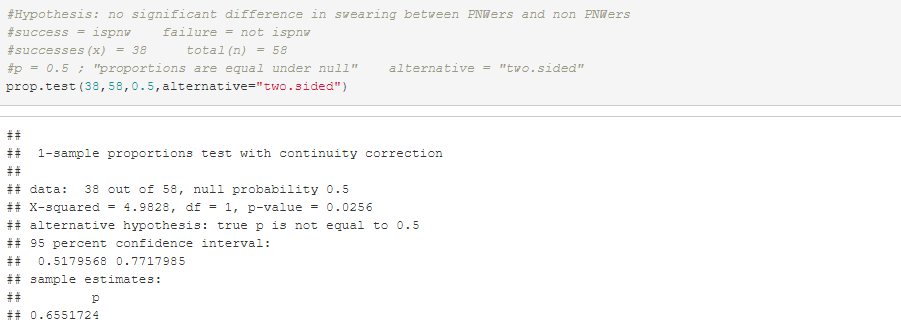 #Hypothesis: no significant difference in swearing between PNWers and non PNWers
#success = ispnw    failure = not ispnw
#successes(x) = 38     total(n) = 58
#p = 0.5 ; "proportions are equal under null"    alternative = "two.sided"
prop.test(38,58,0.5,alternative="two.sided")
##
##  1-sample proportions test with continuity correction
##
## data:  38 out of 58, null probability 0.5
## X-squared = 4.9828, df = 1, p-value = 0.0256
## alternative hypothesis: true p is not equal to 0.5
## 95 percent confidence interval:
##  0.5179568 0.7717985
## sample estimates:
##         p
## 0.6551724